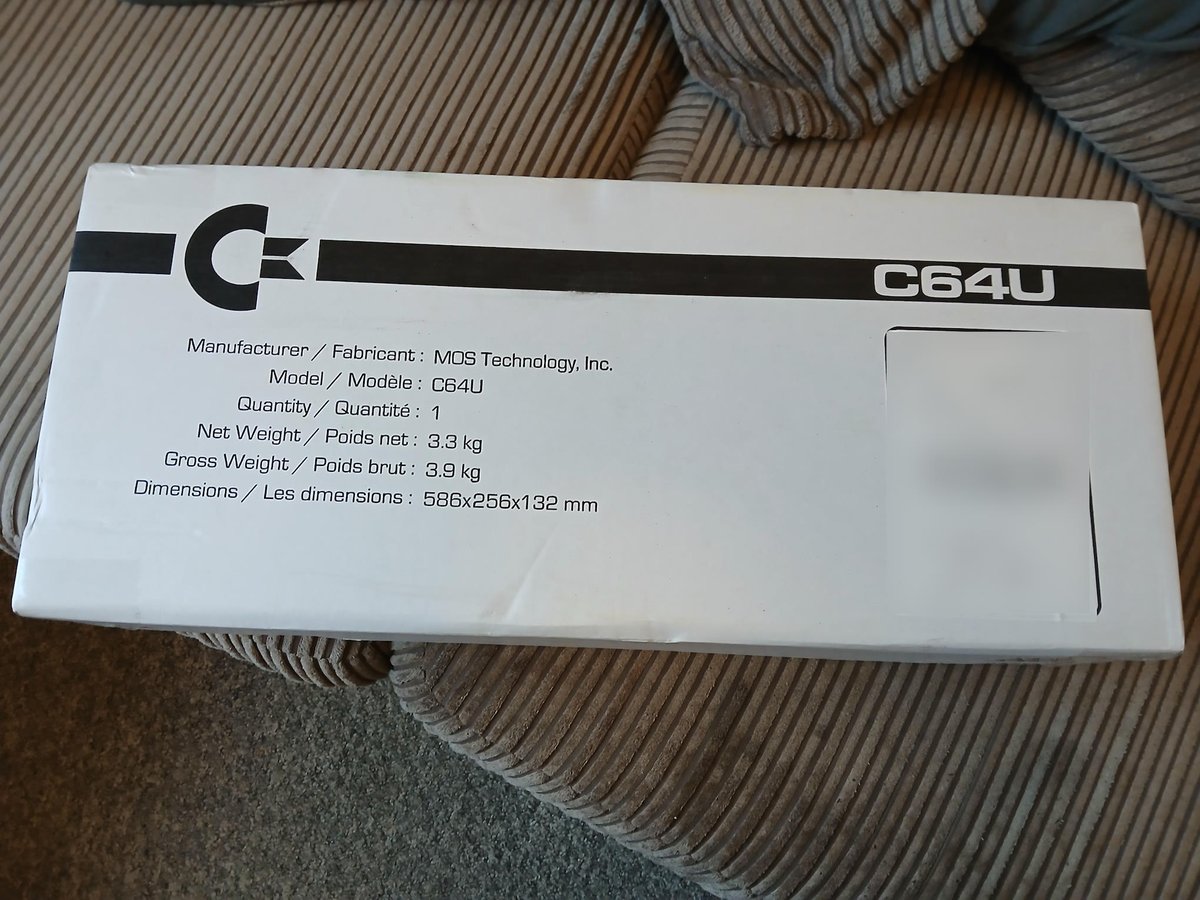 C64U
Manufacturer / Fabricant : MOS Technology, Inc.
Model / Modèle : C64U
Quantity / Quantité : 1
Net Weight / Poids net : 3.3 kg
Gross Weight / Poids brut : 3.9 kg
Dimensions / Les dimensions : 586x256x132 mm